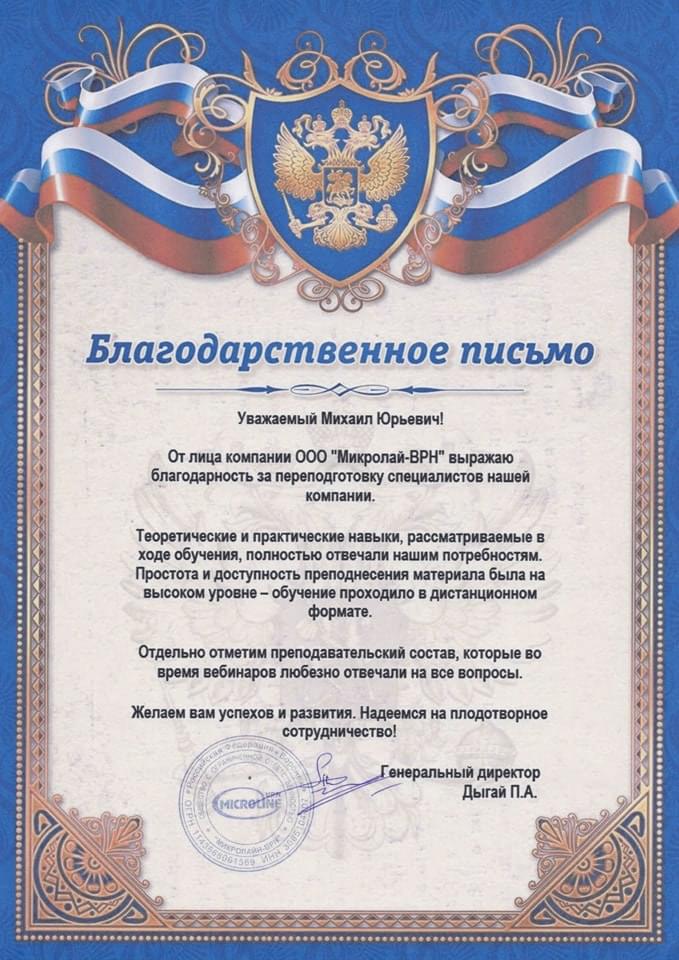 Благодарственное письмо
Уважаемый Михаил Юрьевич!
От лица компании ООО "Микролай-ВРН" выражаю
благодарность за переподготовку специалистов нашей
компании.
Теоретические и практические навыки, рассматриваемые в
ходе обучения, полностью отвечали нашим потребностям.
Простота и доступность преподнесения материала была на
высоком уровне – обучение проходило в дистанционном
формате.
Отдельно отметим преподавательский состав, которые во
время вебинаров любезно отвечали на все вопросы.
Желаем вам успехов и развития. Надеемся на плодотворное
сотрудничество!
Генеральный директор
Дыгай П.А.
Российская Федерация
MICROLINE
ВРН
"МИКРОЛАЙН-ВРН"
ОГРН 1143668061569 ИНН